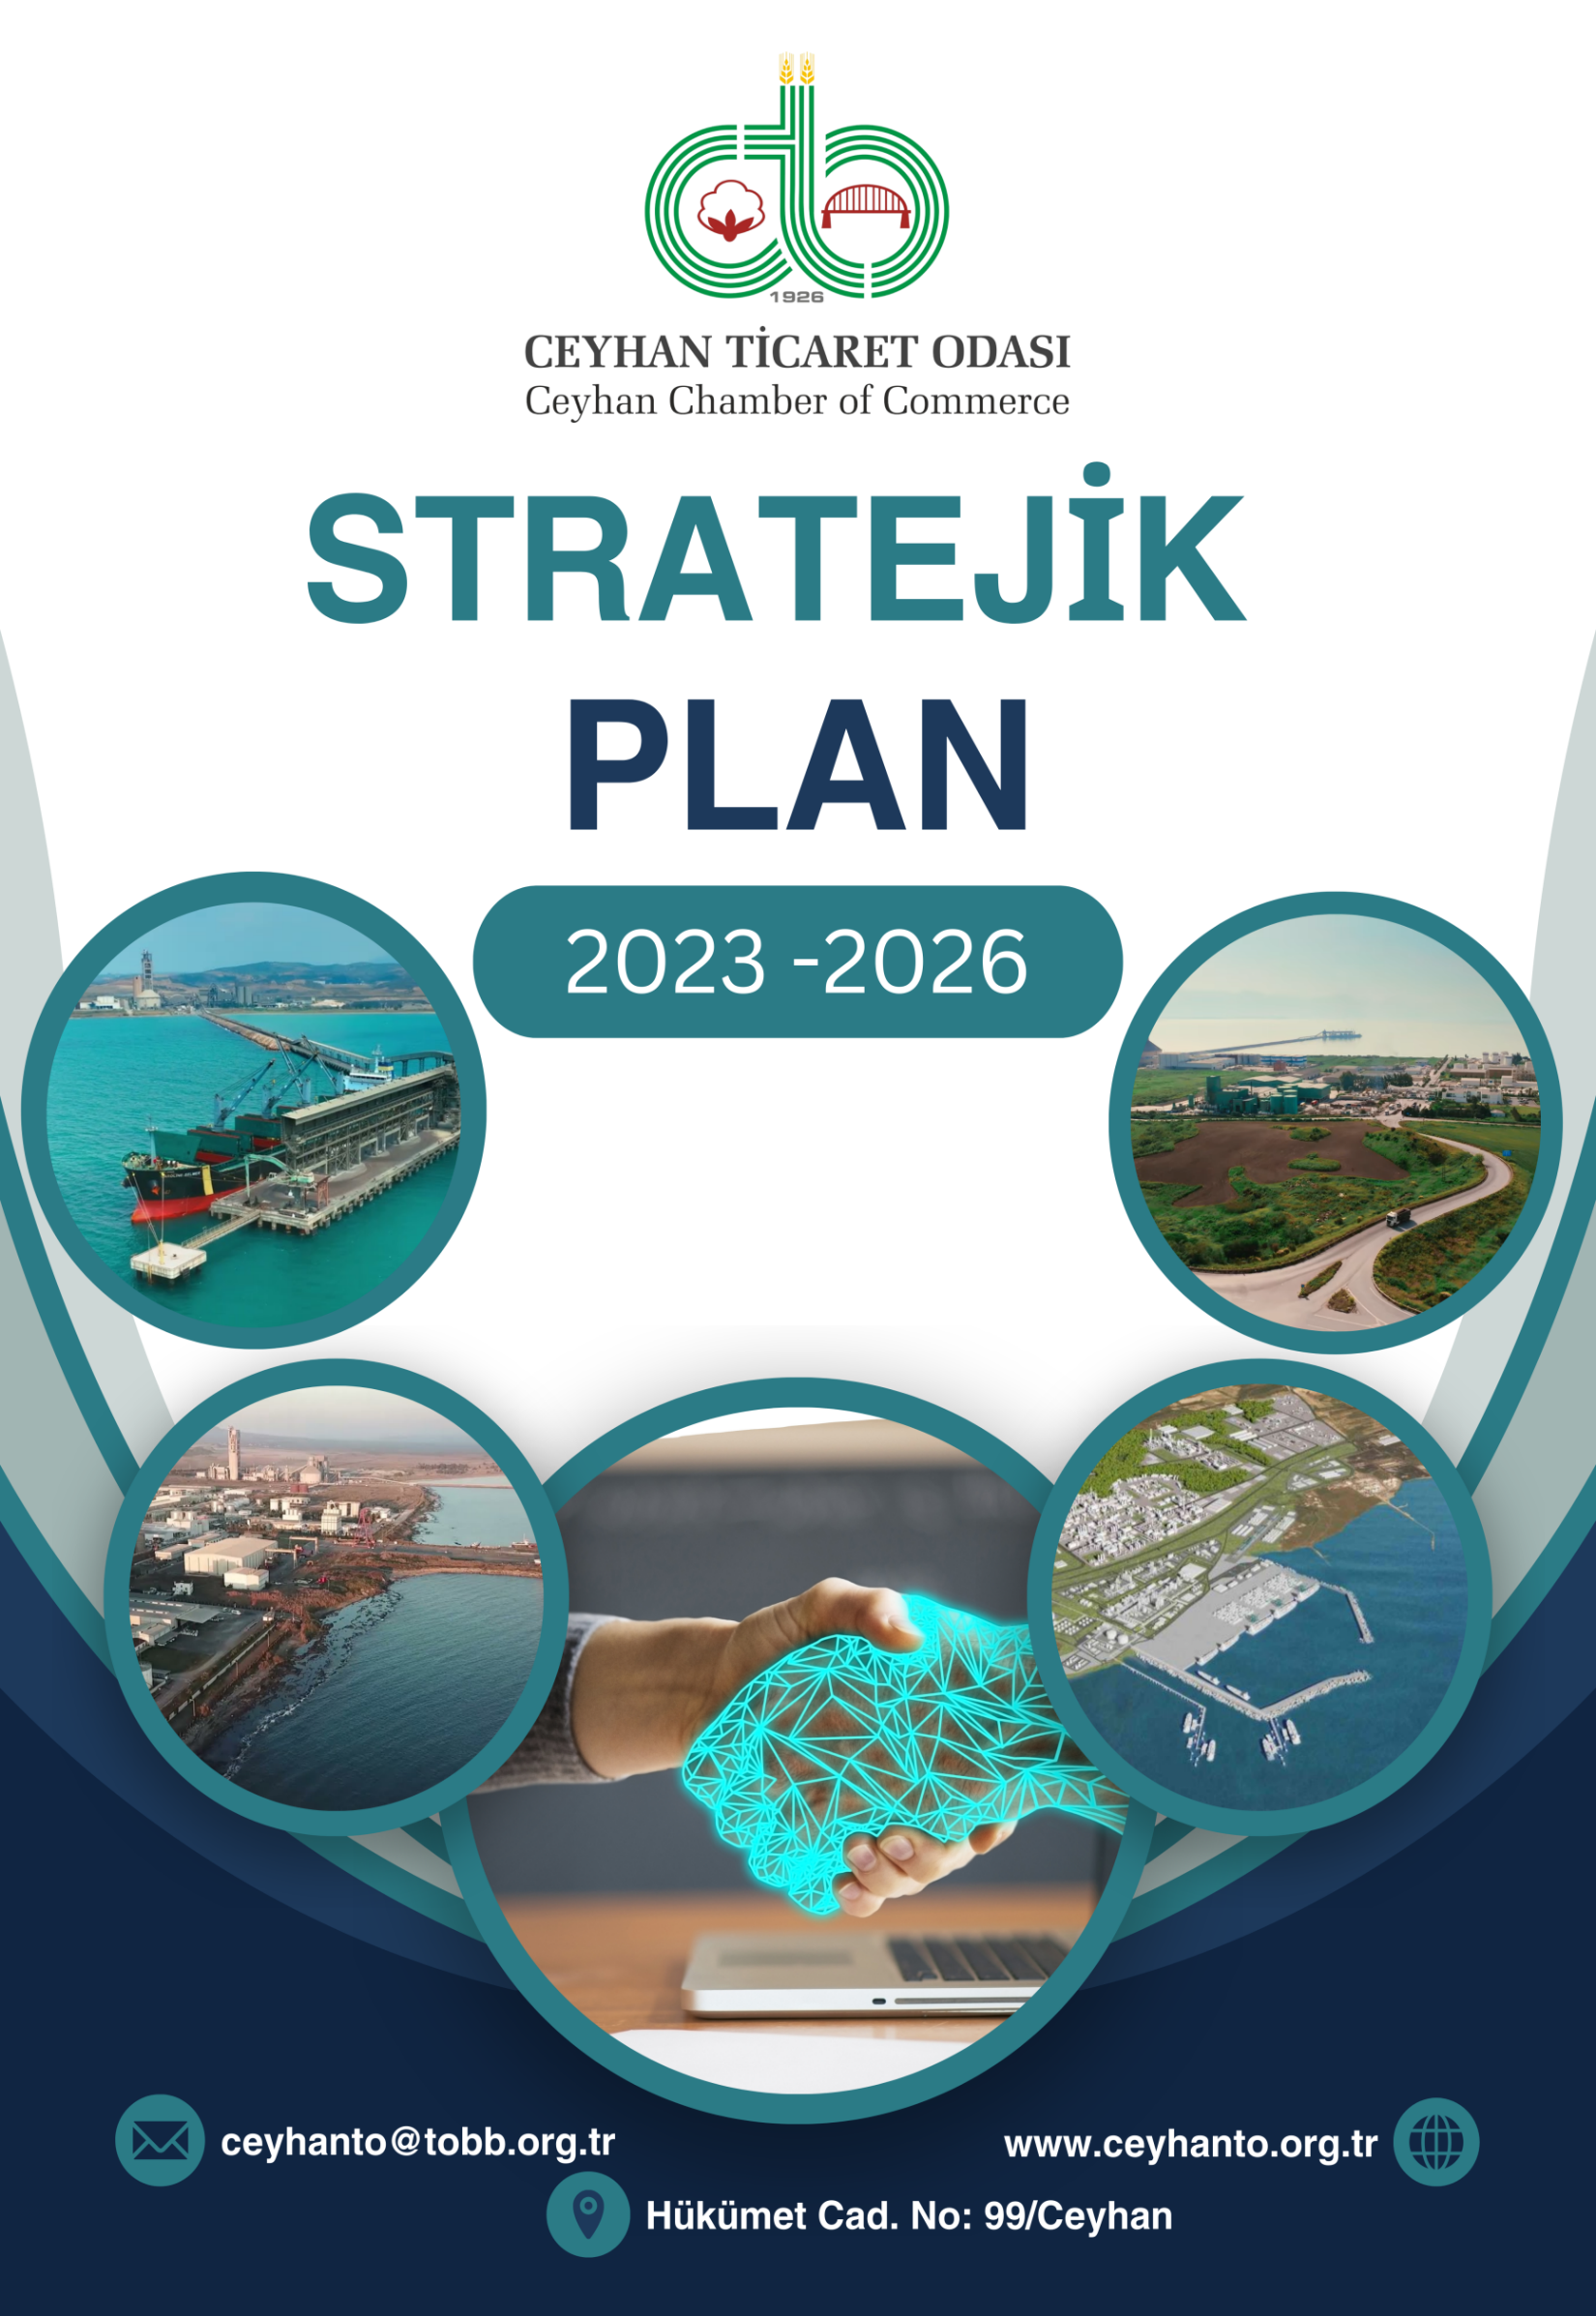 1926
CEYHAN TİCARET ODASI
Ceyhan Chamber of Commerce
STRATEJİK
PLAN
2023 -2026
ceyhanto@tobb.org.tr
www.ceyhanto.org.tr
Hükümet Cad. No: 99/Ceyhan